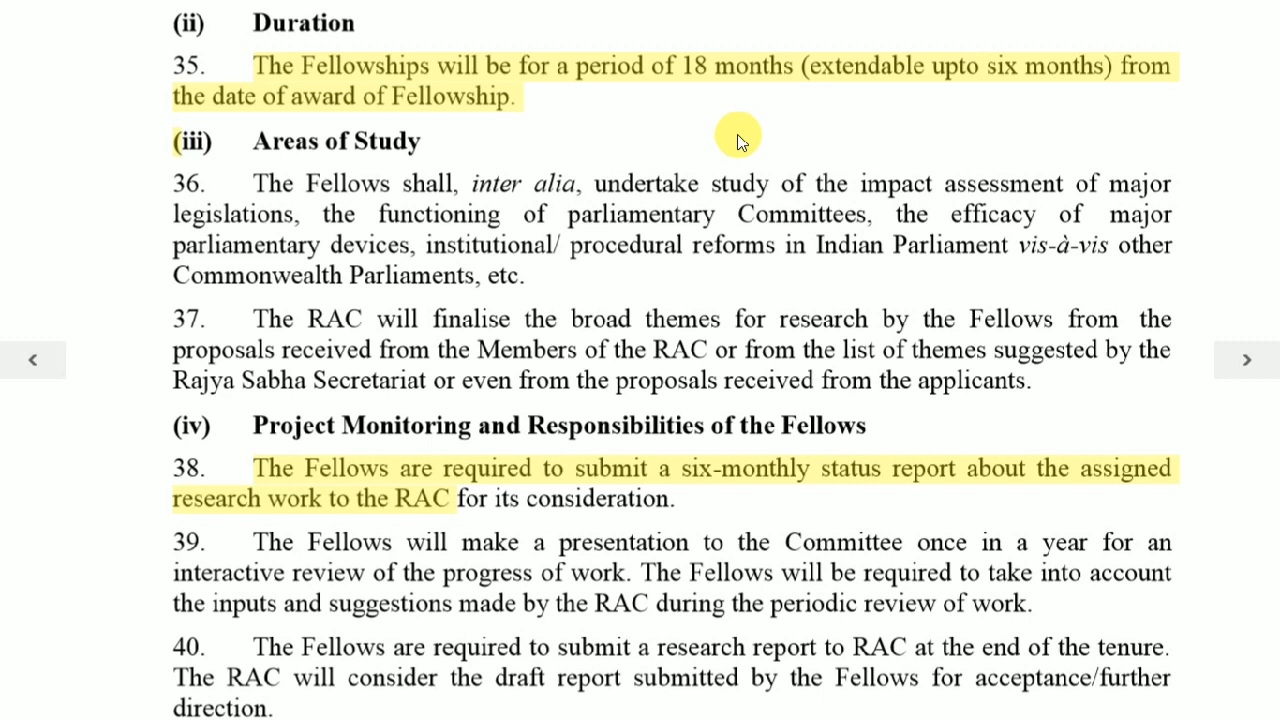 (ii) Duration
35. The Fellowships will be for a period of 18 months (extendable upto six months) from
the date of award of Fellowship.
(iii) Areas of Study
36. The Fellows shall, inter alia, undertake study of the impact assessment of major
legislations, the functioning of parliamentary Committees, the efficacy of major
parliamentary devices, institutional/ procedural reforms in Indian Parliament vis-à-vis other
Commonwealth Parliaments, etc.
37. The RAC will finalise the broad themes for research by the Fellows from the
proposals received from the Members of the RAC or from the list of themes suggested by the
Rajya Sabha Secretariat or even from the proposals received from the applicants.
(iv) Project Monitoring and Responsibilities of the Fellows
38. The Fellows are required to submit a six-monthly status report about the assigned
research work to the RAC for its consideration.
39. The Fellows will make a presentation to the Committee once in a year for an
interactive review of the progress of work. The Fellows will be required to take into account
the inputs and suggestions made by the RAC during the periodic review of work.
40. The Fellows are required to submit a research report to RAC at the end of the tenure.
The RAC will consider the draft report submitted by the Fellows for acceptance/further
direction.